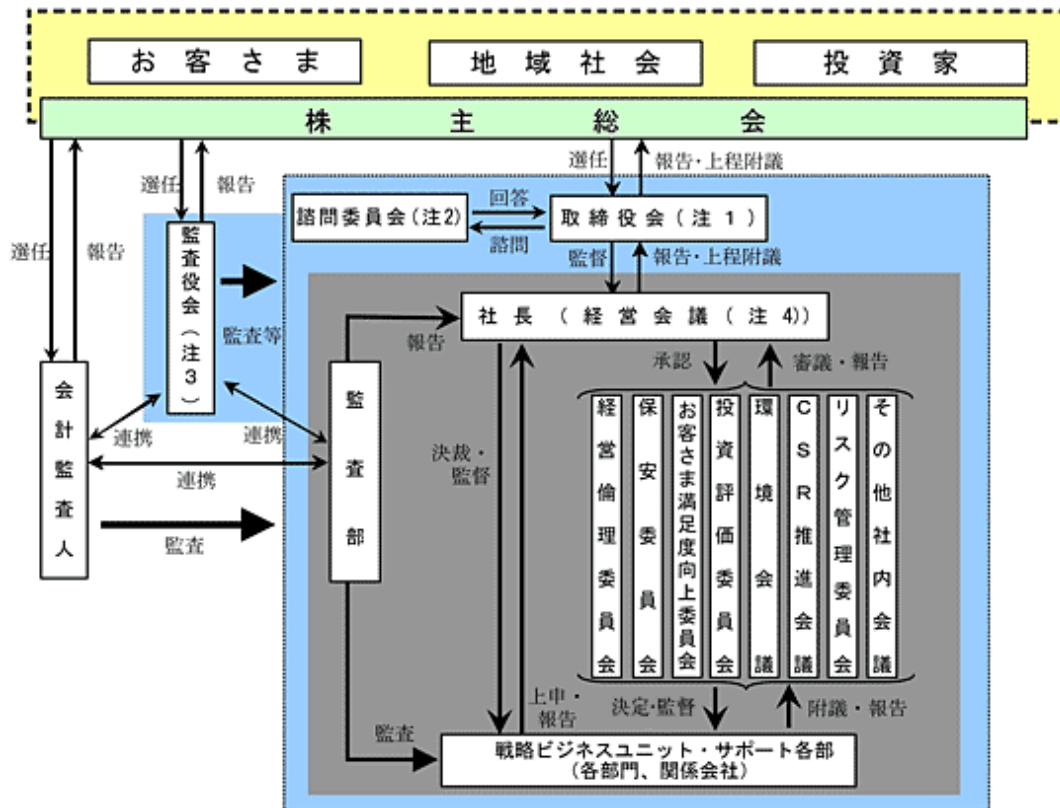 お客さま
地域社会
投資家
株主総会
選任
報告
選任
報告
選任
報告・上程附議
諮問委員会(注2)
回答
諮問
取締役会(注1)
監督
報告・上程附議
監査役会(注3)
監査等
社長(経営会議(注4))
報告
承認
審議・報告
会計監査人
連携
連携
連携
監査
監査部
決裁・
監督
経営倫理委員会
保安委員会
お客さま満足度向上委員会
投資評価委員会
環境会議
CSR推進会議
リスク管理委員会
その他社内会議
上申・
報告
決定・監督
附議・報告
監査
戦略ビジネスユニット・サポート各部
(各部門、関係会社)